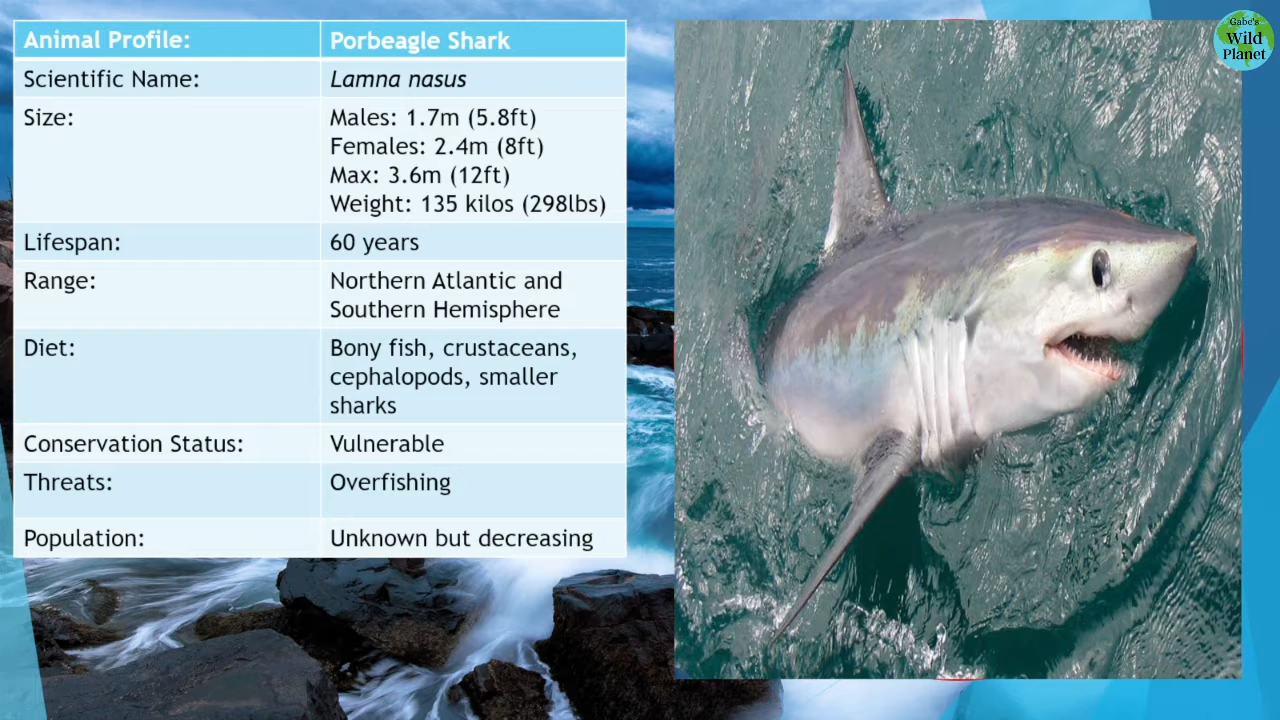 Animal Profile: Porbeagle Shark
Scientific Name: Lamna nasus
Size: Males: 1.7m (5.8ft)
Females: 2.4m (8ft)
Max: 3.6m (12ft)
Weight: 135 kilos (298lbs)
Lifespan: 60 years
Range: Northern Atlantic and
Southern Hemisphere
Diet: Bony fish, crustaceans,
cephalopods, smaller
sharks
Conservation Status: Vulnerable
Threats: Overfishing
Population: Unknown but decreasing
Gabe's
Wild
Planet